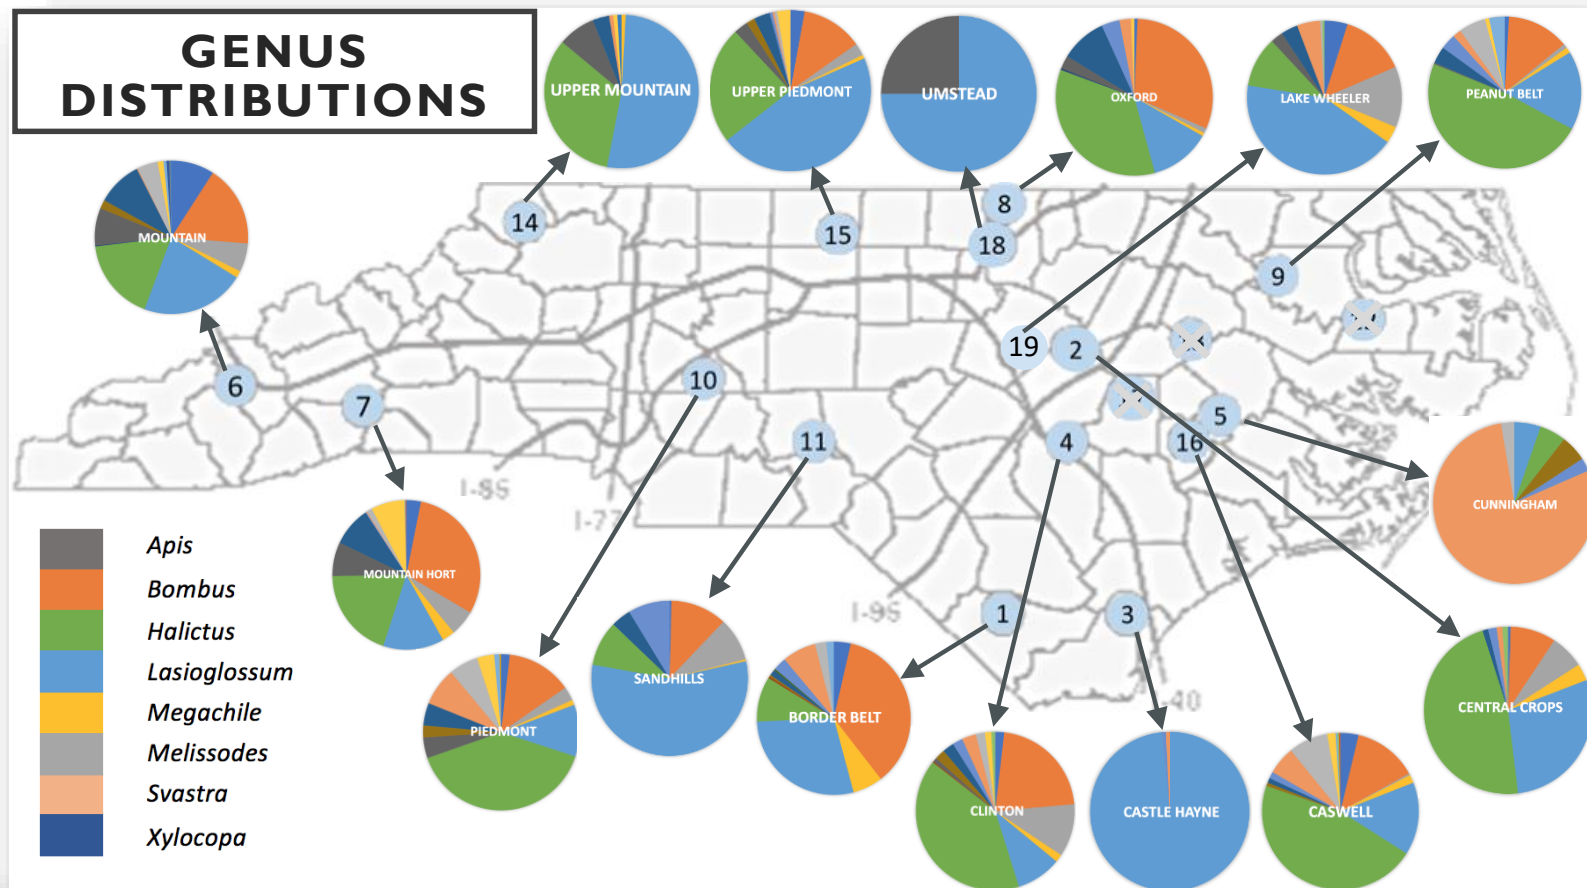 GENUS
DISTRIBUTIONS
UPPER MOUNTAIN
UPPER PIEDMONT
UMSTEAD
OXFORD
LAKE WHEELER
PEANUT BELT
MOUNTAIN
14
15
8
18
9
19
2
6
7
10
11
4
5
16
I-85
CUNNINGHAM
MOUNTAIN HORT
Apis
Bombus
Halictus
Lasioglossum
Megachile
Melissodes
Svastra
Xylocopa
I-95
1
3
PIEDMONT
SANDHILLS
BORDER BELT
CENTRAL CROPS
CLINTON
CASTLE HAYNE
CASWELL